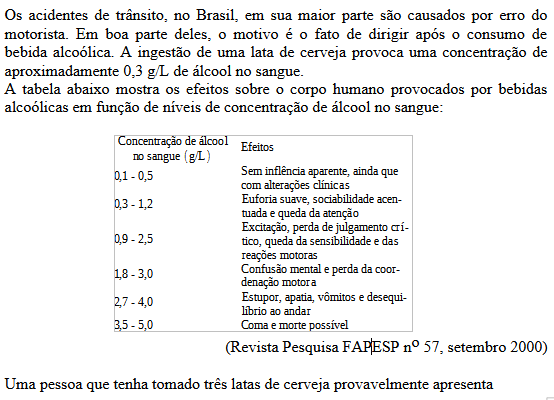 Os acidentes de trânsito, no Brasil, em sua maior parte são causados por erro do
motorista. Em boa parte deles, o motivo é o fato de dirigir após o consumo de
bebida alcoólica. A ingestão de uma lata de cerveja provoca uma concentração de
aproximadamente 0,3 g/L de álcool no sangue.
A tabela abaixo mostra os efeitos sobre o corpo humano provocados por bebidas
alcoólicas em função de níveis de concentração de álcool no sangue:
Concentração de álcool
no sangue (g/L)
Efeitos
0,1 - 0,5
Sem inflência aparente, ainda que
com alterações clínicas
0,3 - 1,2
Euforia suave, sociabilidade acen-
tuada e queda da atenção
0,9 - 2,5
Excitação, perda de julgamento crí-
tico, queda da sensibilidade e das
reações motoras
1,8 - 3,0
Confusão mental e perda da coor-
denação motora
2,7 - 4,0
Estupor, apatia, vômitos e desequi-
líbrio ao andar
3,5 - 5,0
Coma e morte possível
(Revista Pesquisa FAPESP nº 57, setembro 2000)
Uma pessoa que tenha tomado três latas de cerveja provavelmente apresenta